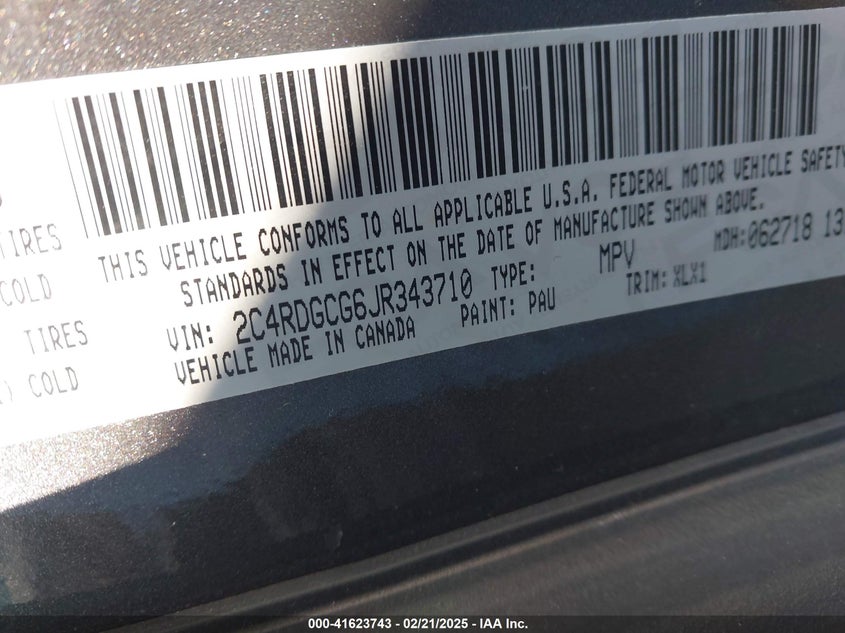 TIRES
COLD
TIRES
COLD
THIS VEHICLE CONFORMS TO ALL APPLICABLE U.S.A. FEDERAL MOTOR VEHICLE SAFETY
STANDARDS IN EFFECT ON THE DATE OF MANUFACTURE SHOWN ABOVE.
VIN: 2C4RDGCG6JR343710 TYPE: MPV MDH: 062718 13
VEHICLE MADE IN CANADA PAINT: PAU TRIM: XLX1
000-41623743 - 02/21/2025 - IAA Inc.